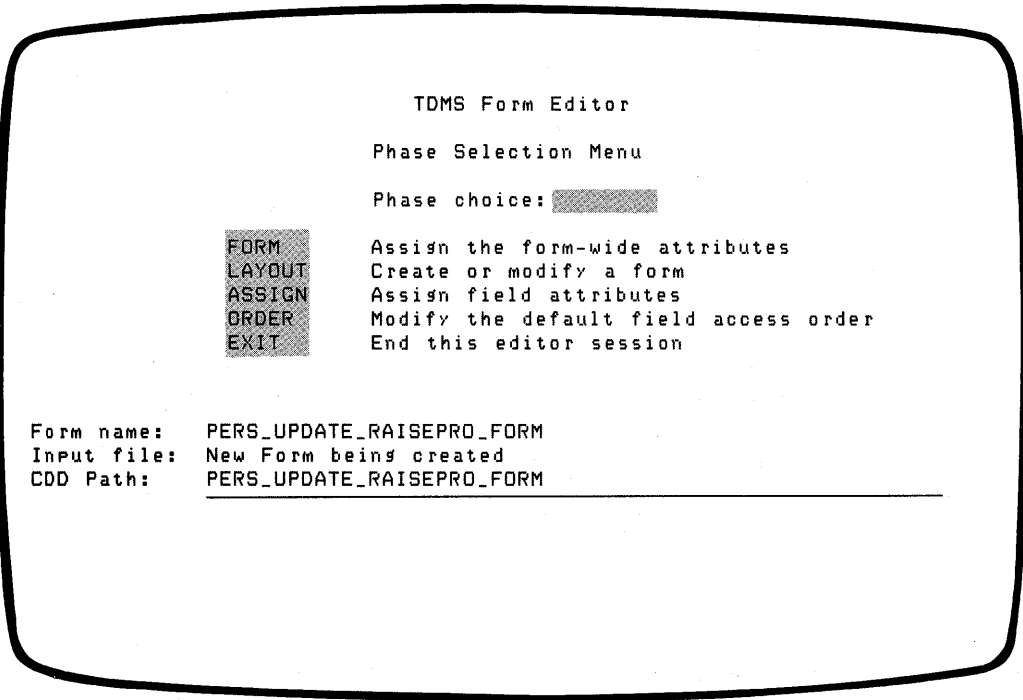 TDMS Form Editor
Phase Selection Menu
Phase choice:
FORM Assign the form-wide attributes
LAYOUT Create or modify a form
ASSIGN Assign field attributes
ORDER Modify the default field access order
EXIT End this editor session
Form name: PERS_UPDATE_RAISEPRO_FORM
Input file: New Form being created
CDD Path: PERS_UPDATE_RAISEPRO_FORM